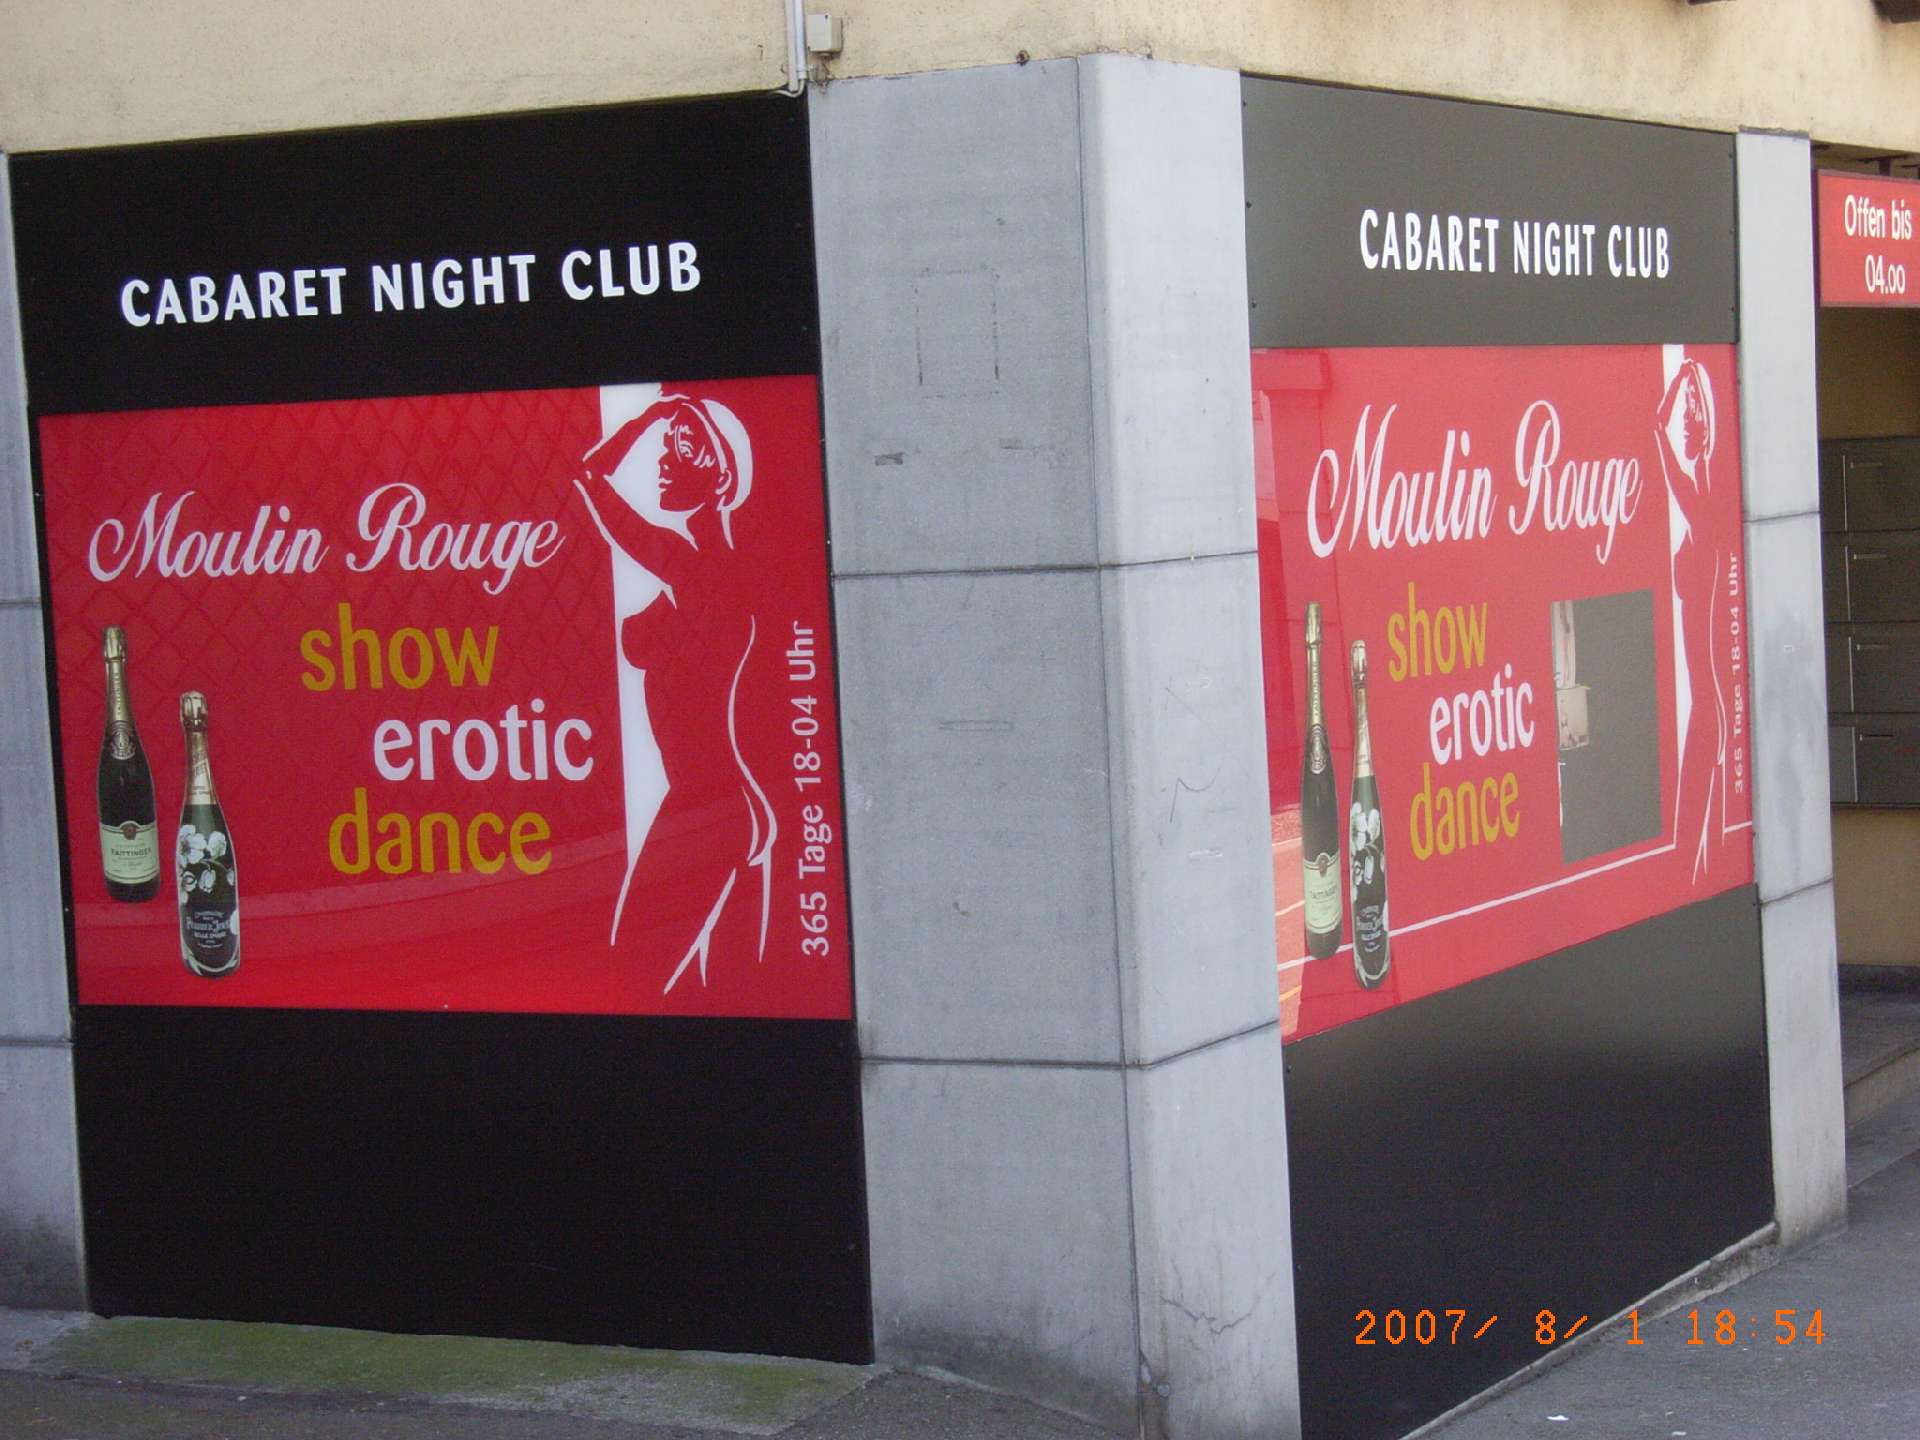 CABARET NIGHT CLUB
Moulin Rouge
show
erotic
dance
365 Tage 18-04 Uhr
TAITTINGER
CABARET NIGHT CLUB
Moulin Rouge
show
erotic
dance
365 Tage 18-04 Uhr
Offen bis
04.00
2007/ 8/ 1 18:54